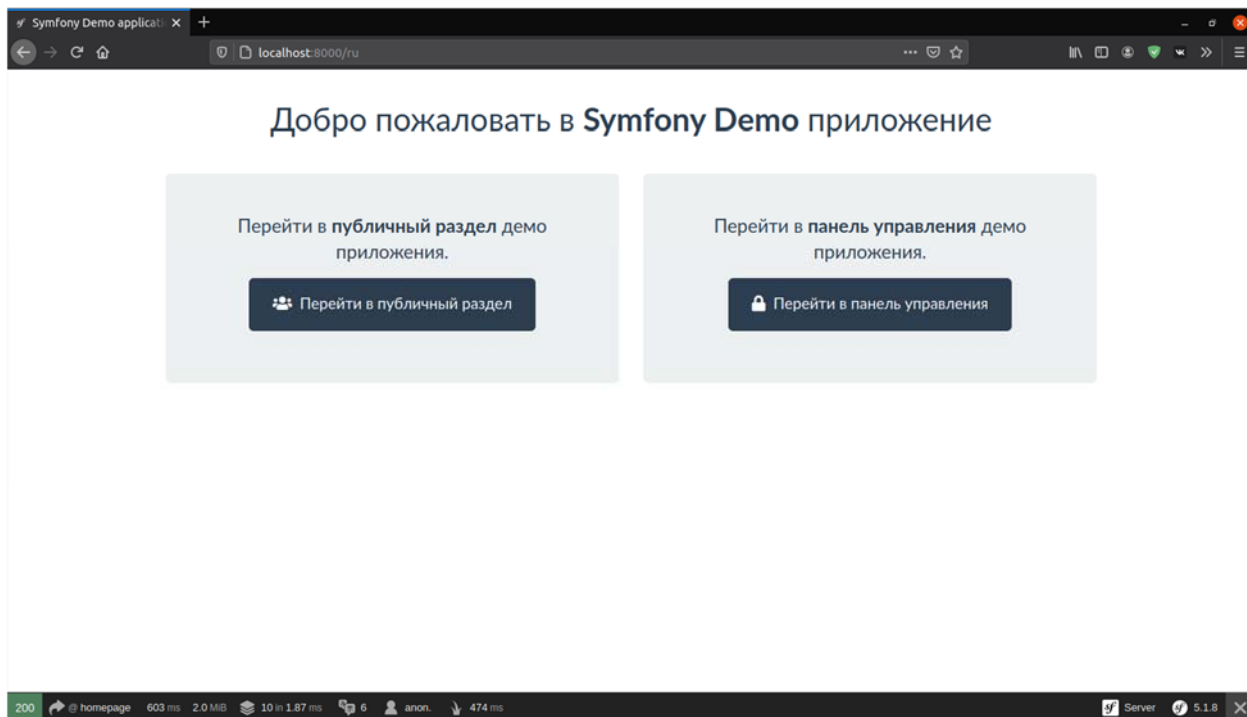 Symfony Demo applicati
localhost:8000/ru
Добро пожаловать в Symfony Demo приложение
Перейти в публичный раздел демо
приложения.
Перейти в публичный раздел
Перейти в панель управления демо
приложения.
Перейти в панель управления
200 @ homepage 603 ms 2.0 MiB 10 in 1.87 ms 6 anon. 474 ms Server 5.1.8